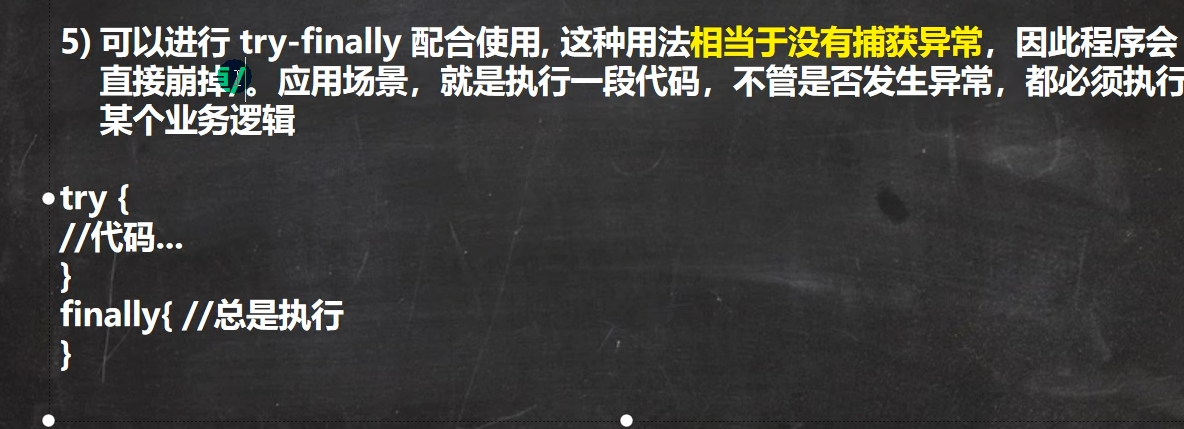 5) 可以进行 try-finally 配合使用, 这种用法相当于没有捕获异常，因此程序会
直接崩掉/。应用场景，就是执行一段代码，不管是否发生异常，都必须执行
某个业务逻辑
try {
//代码...
}
finally{ //总是执行
}